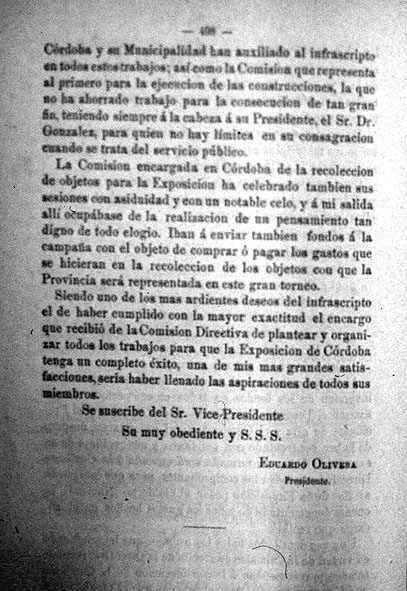 — 408 —
Córdoba y su Municipalidad han auxiliado al infrascripto
en todos estos trabajos; así como la Comision que representa
al primero para la ejecucion de las construcciones, la que
no ha ahorrado trabajo para la consecucion de tan gran
fin, teniendo siempre á la cabeza á su Presidente, el Sr. Dr.
Gonzalez, para quien no hay límites en su consagracion
cuando se trata del servicio público.
La Comision encargada en Córdoba de la recoleccion
de objetos para la Exposicion ha celebrado tambien sus
sesiones con asiduidad y con un notable celo, y á mi salida
allí ocupábase de la realizacion de un pensamiento tan
digno de todo elogio. Iban á enviar tambien fondos á la
campaña con el objeto de comprar ó pagar los gastos que
se hicieran en la recoleccion de los objetos con que la
Provincia será representada en este gran torneo.
Siendo uno de los mas ardientes deseos del infrascripto
el de haber cumplido con la mayor exactitud el encargo
que recibió de la Comision Directiva de plantear y organi-
zar todos los trabajos para que la Exposicion de Córdoba
tenga un completo éxito, una de mis mas grandes satis-
facciones, seria haber llenado las aspiraciones de todos sus
miembros.
Se suscribe del Sr. Vice-Presidente
Su muy obediente y S. S. S.
EDUARDO OLIVERA
Presidente.